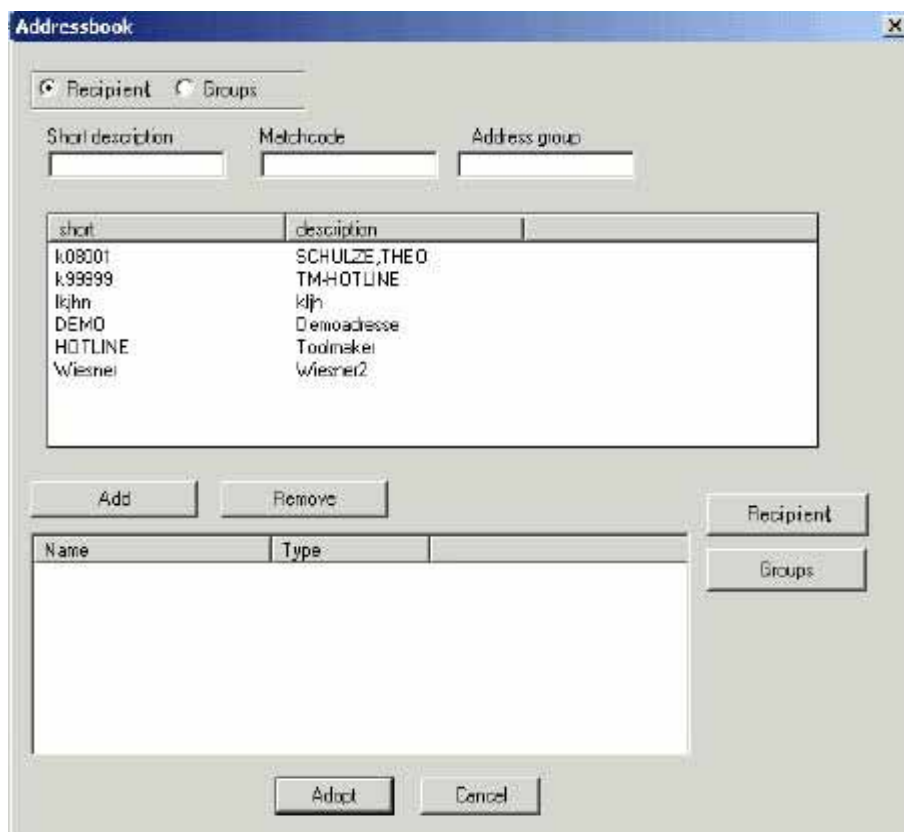 Addressbook
Recipient Groups
Short description Matchcode Address group
short description
k08001 SCHULZE,THEO
k99999 TM-HOTLINE
lkjhn kljh
DEMO Demoadresse
HOTLINE Toolmaker
Wiesner Wiesner2
Add Remove
Recipient
Name Type
Groups
Adopt Cancel